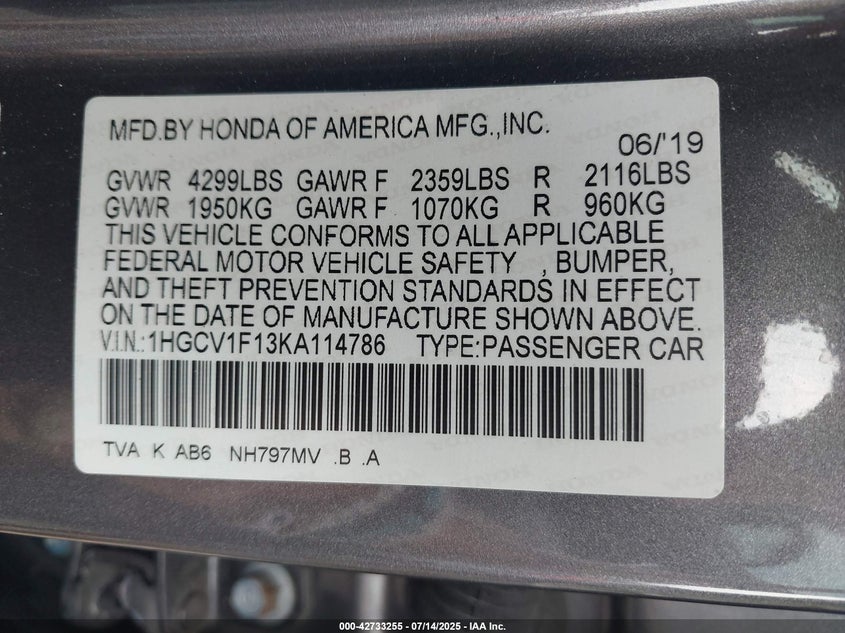 MFD.BY HONDA OF AMERICA MFG.,INC.
06/'19
GVWR 4299LBS GAWR F 2359LBS R 2116LBS
GVWR 1950KG GAWR F 1070KG R 960KG
THIS VEHICLE CONFORMS TO ALL APPLICABLE
FEDERAL MOTOR VEHICLE SAFETY , BUMPER,
AND THEFT PREVENTION STANDARDS IN EFFECT
ON THE DATE OF MANUFACTURE SHOWN ABOVE.
V.I.N.:1HGCV1F13KA114786 TYPE:PASSENGER CAR
TVA K AB6 NH797MV .B .A
000-42733255 - 07/14/2025 - IAA Inc.